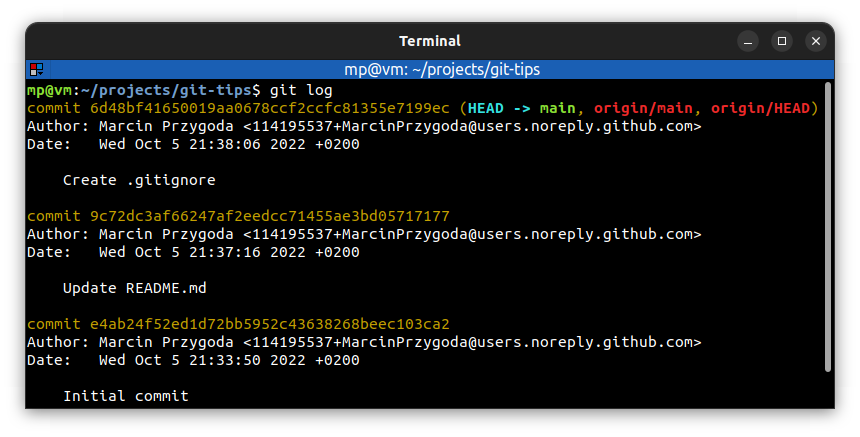 Terminal
mp@vm: ~/projects/git-tips
mp@vm:~/projects/git-tips$ git log
commit 6d48bf41650019aa0678ccf2ccfc81355e7199ec (HEAD -> main, origin/main, origin/HEAD)
Author: Marcin Przygoda <114195537+MarcinPrzygoda@users.noreply.github.com>
Date:   Wed Oct 5 21:38:06 2022 +0200
Create .gitignore
commit 9c72dc3af66247af2eedcc71455ae3bd05717177
Author: Marcin Przygoda <114195537+MarcinPrzygoda@users.noreply.github.com>
Date:   Wed Oct 5 21:37:16 2022 +0200
Update README.md
commit e4ab24f52ed1d72bb5952c43638268beec103ca2
Author: Marcin Przygoda <114195537+MarcinPrzygoda@users.noreply.github.com>
Date:   Wed Oct 5 21:33:50 2022 +0200
Initial commit